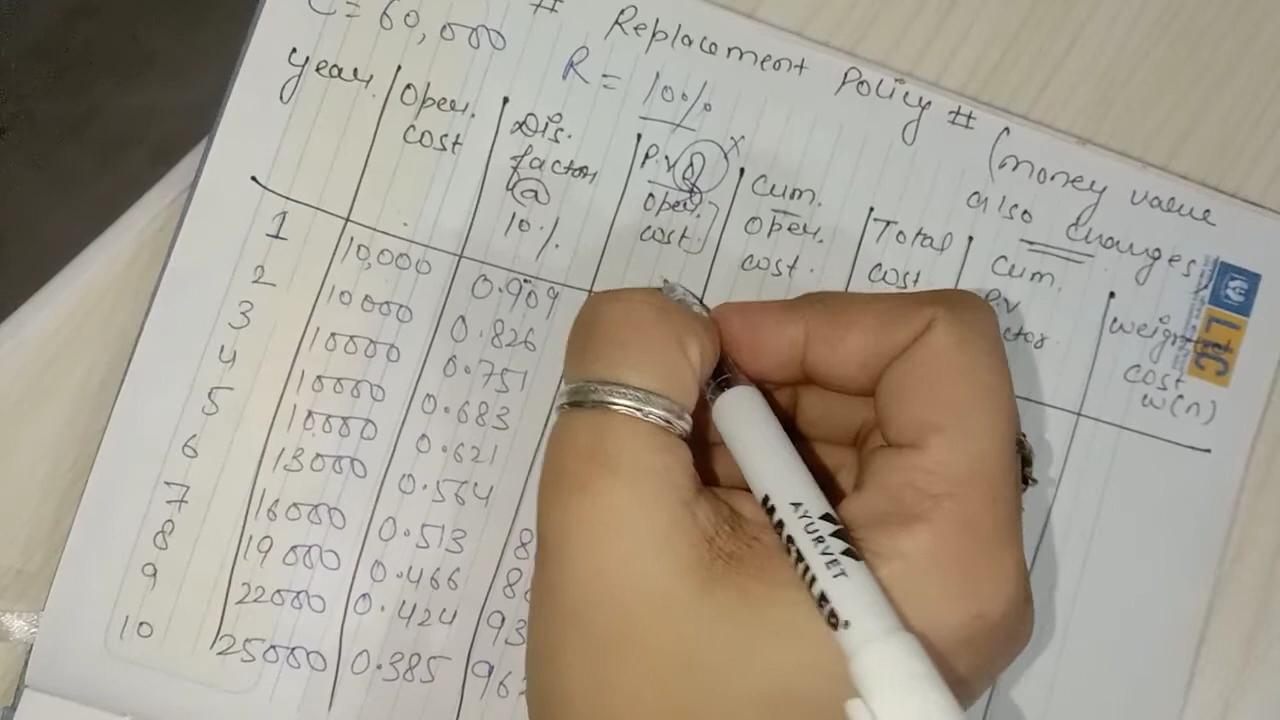 C = 60,000 # Replacement Policy # (money value
also changes
R = 10%
year. Oper. cost Dis. factor @ 10% P.V of oper. cost. Cum. oper. cost. Total cost Cum. PV weight cost w(n)
1 10,000 0.909
2 10000 0.826
3 10000 0.751
4 10000 0.683
5 10000 0.621
6 13000 0.564
7 16000 0.513
8 19000 0.466
9 22000 0.424
10 25000 0.385
LLC
AYURVET